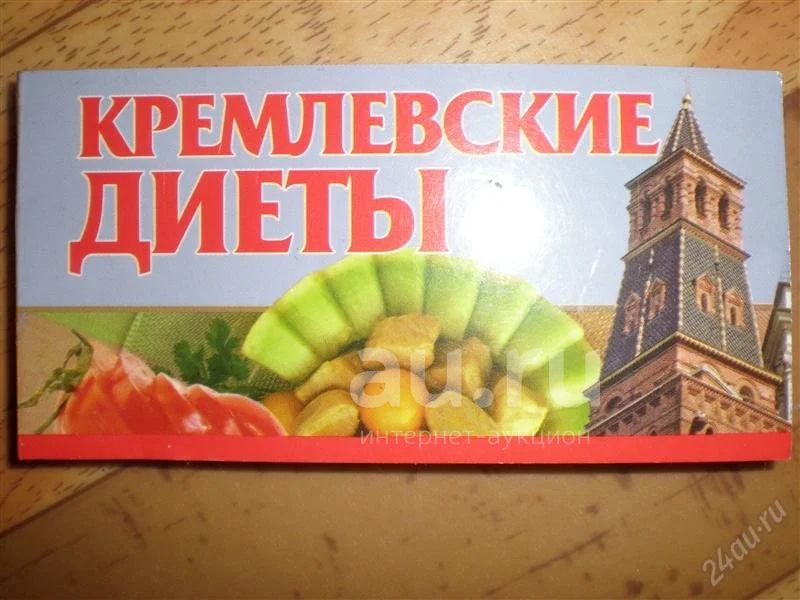 КРЕМЛЕВСКИЕ
ДИЕТЫ
au.ru
интернет-аукцион
24au.ru